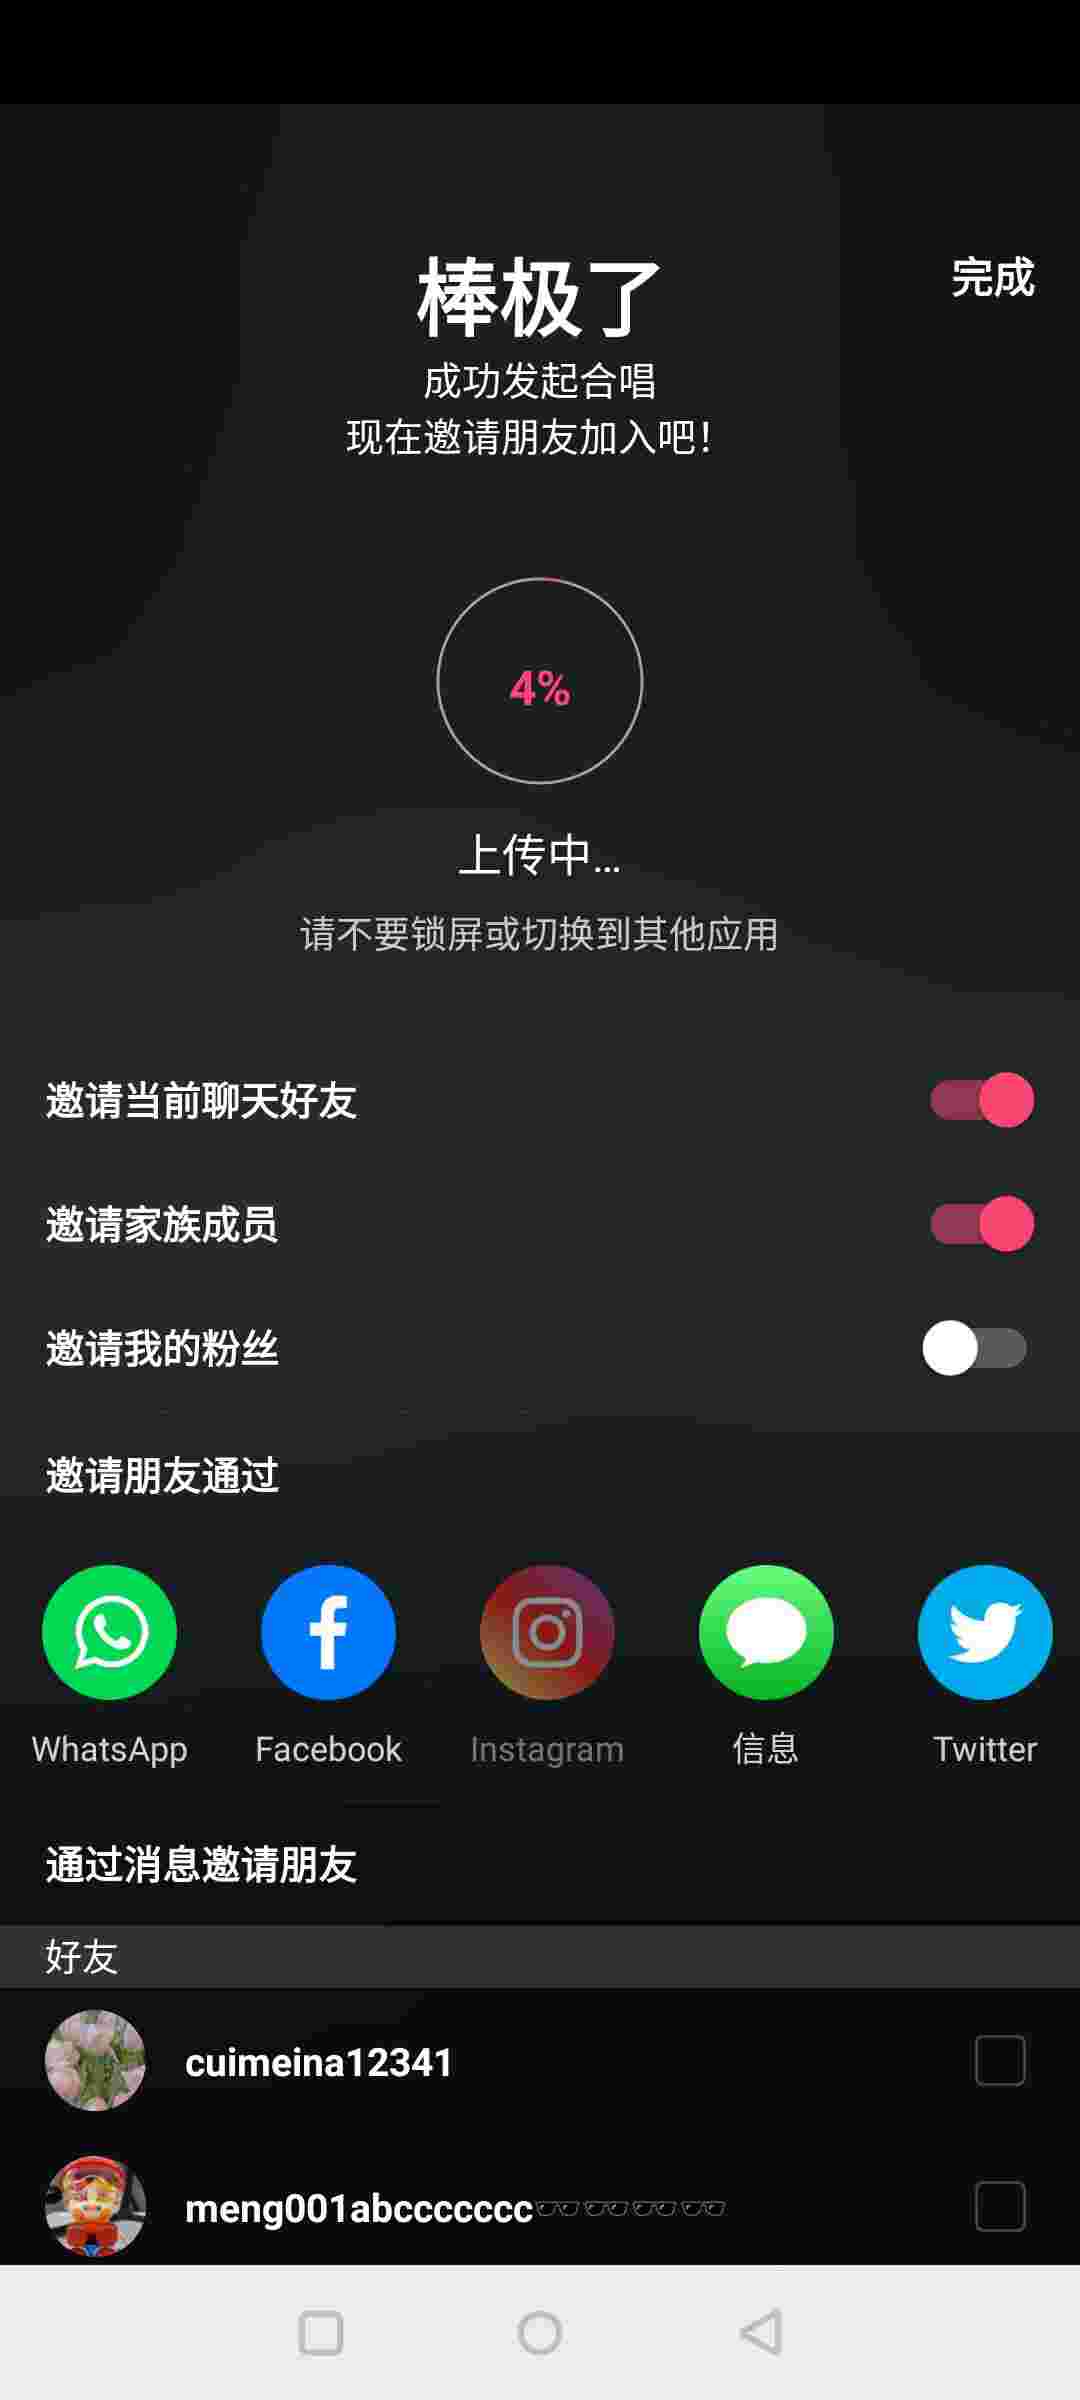 棒极了
完成
成功发起合唱
现在邀请朋友加入吧！
4%
上传中...
请不要锁屏或切换到其他应用
邀请当前聊天好友
邀请家族成员
邀请我的粉丝
邀请朋友通过
WhatsApp Facebook Instagram 信息 Twitter
通过消息邀请朋友
好友
cuimeina12341
meng001abccccccc🕶🕶🕶🕶